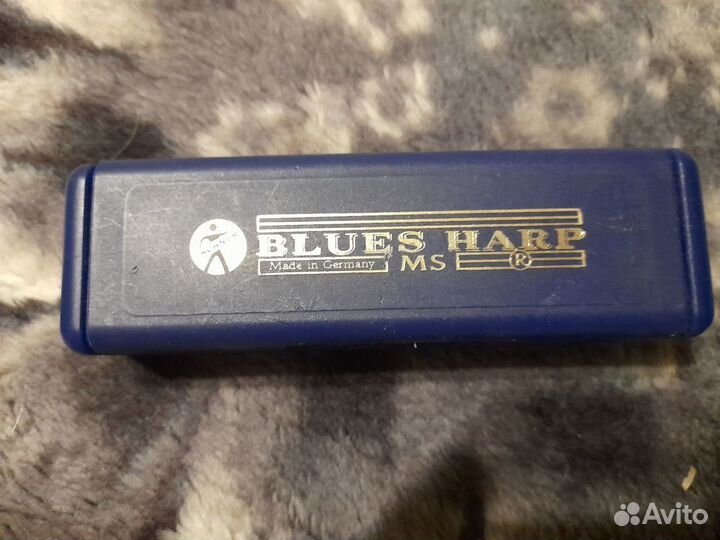 BLUES HARP
Made in Germany MS ®
Avito